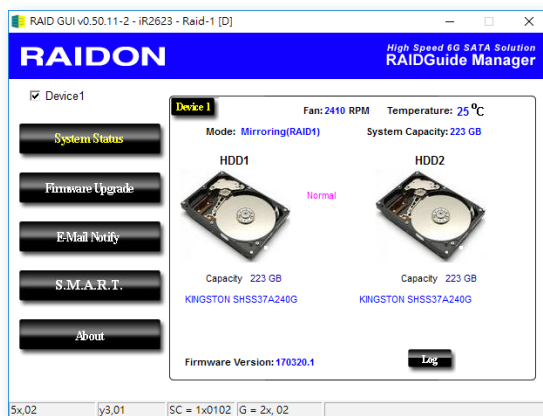 RAID GUI v0.50.11-2 - iR2623 - Raid-1 [D]
RAIDON
High Speed 6G SATA Solution
RAIDGuide Manager
Device1
System Status
Firmware Upgrade
E-Mail Notify
S.M.A.R.T.
About
Device 1
Fan: 2410 RPM Temperature: 25 °C
Mode: Mirroring(RAID1) System Capacity: 223 GB
HDD1 HDD2
Normal
Capacity 223 GB Capacity 223 GB
KINGSTON SHSS37A240G KINGSTON SHSS37A240G
Firmware Version: 170320.1 Log
5x,02 y3,01 SC = 1x0102 G = 2x, 02